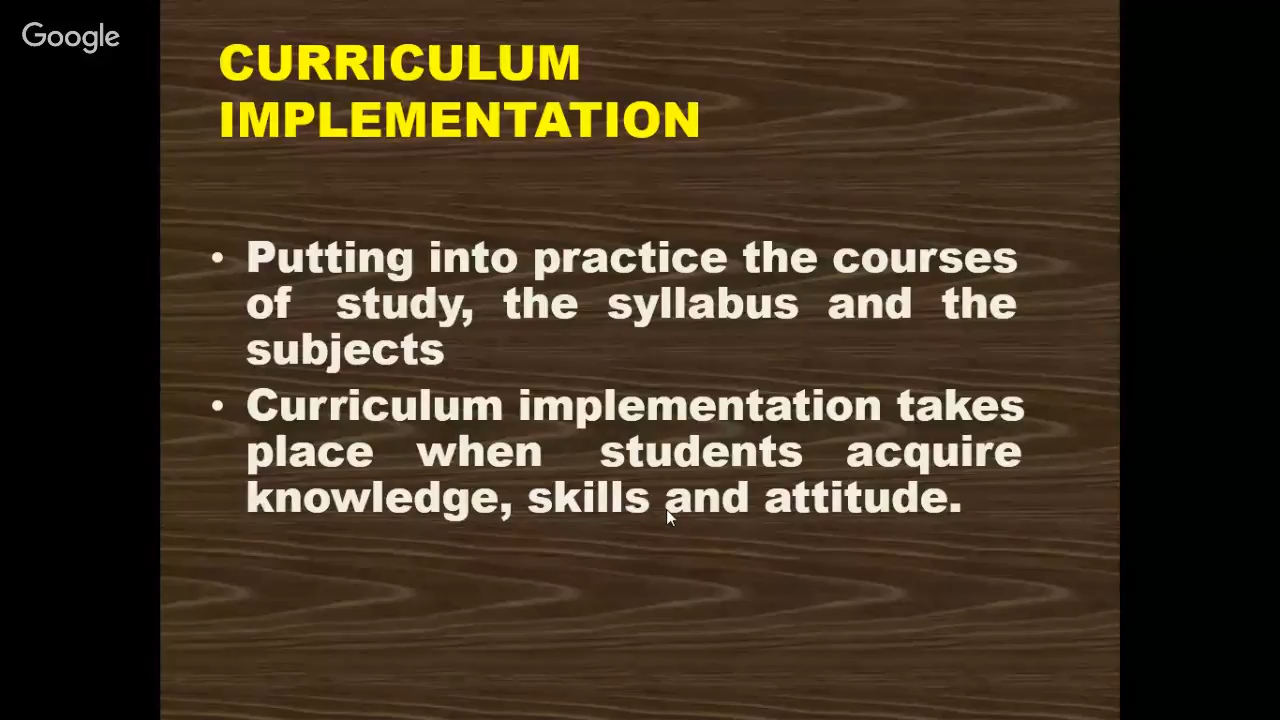 Google
CURRICULUM
IMPLEMENTATION
• Putting into practice the courses
of study, the syllabus and the
subjects
• Curriculum implementation takes
place when students acquire
knowledge, skills and attitude.